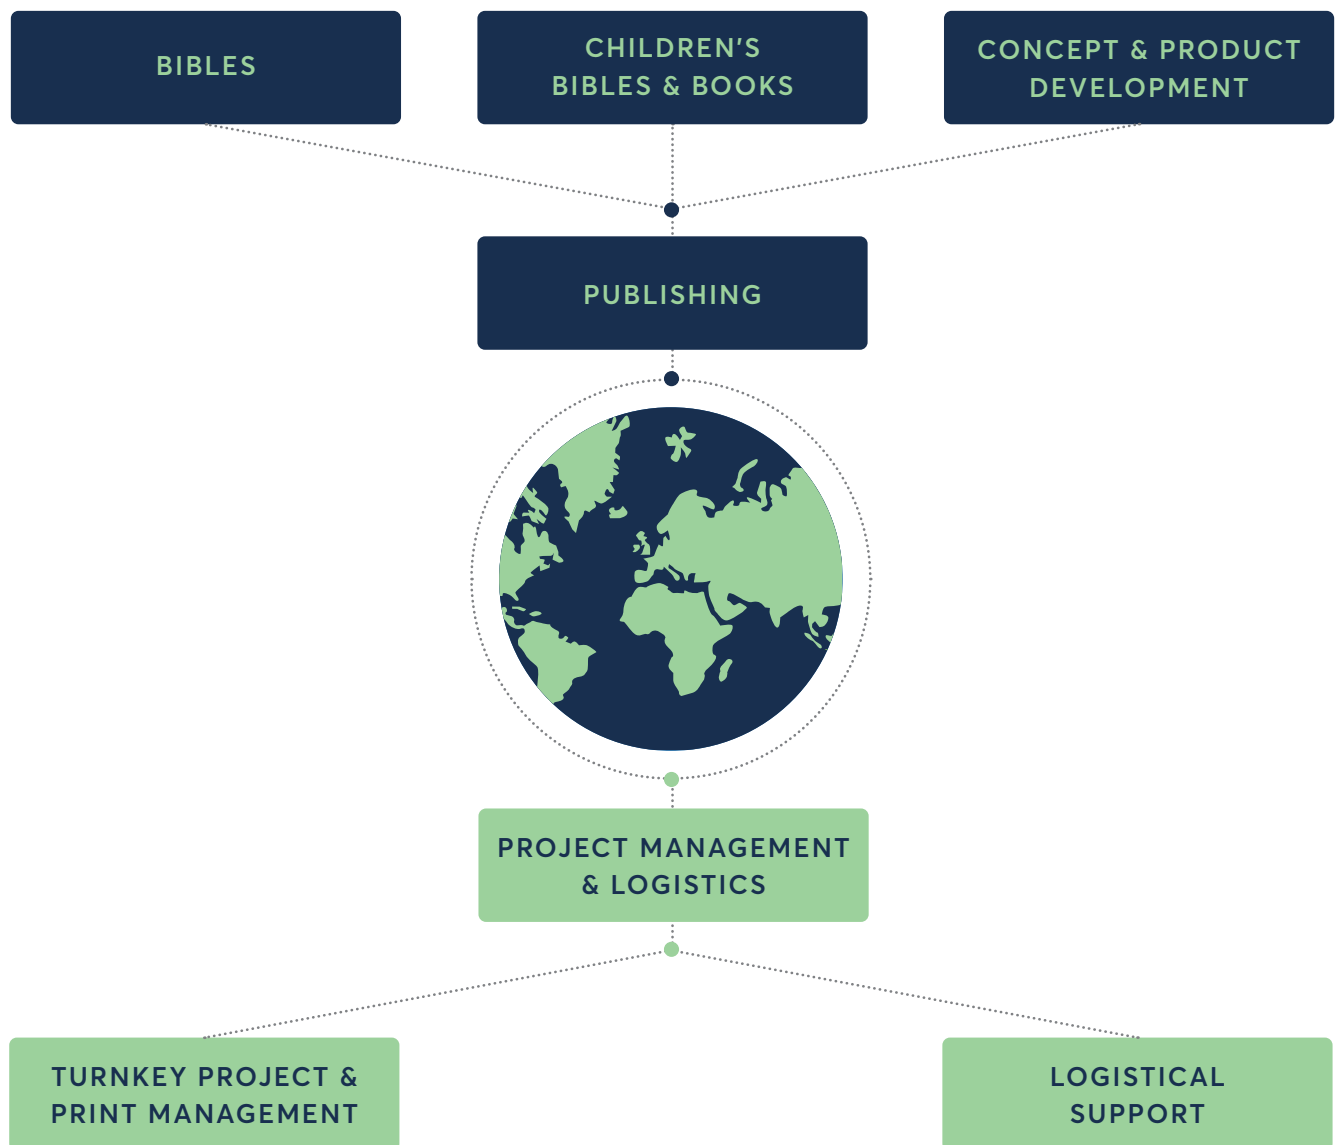 BIBLES
CHILDREN'S
BIBLES & BOOKS
CONCEPT & PRODUCT
DEVELOPMENT
PUBLISHING
PROJECT MANAGEMENT
& LOGISTICS
TURNKEY PROJECT &
PRINT MANAGEMENT
LOGISTICAL
SUPPORT